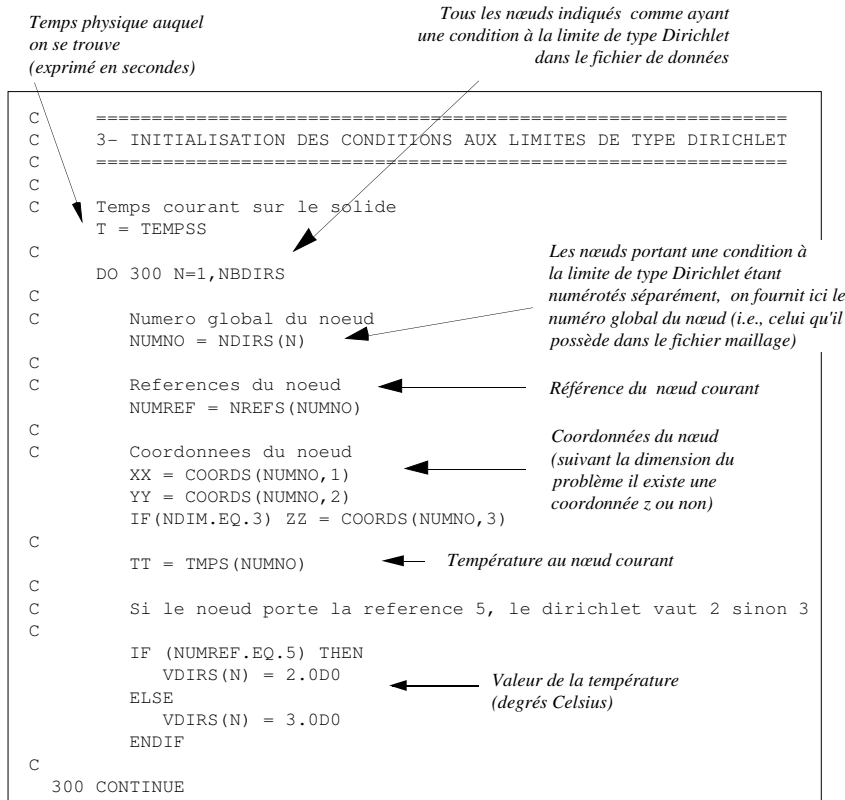 Temps physique auquel
on se trouve
(exprimé en secondes)
Tous les nœuds indiqués comme ayant
une condition à la limite de type Dirichlet
dans le fichier de données
C ================================================================
C 3- INITIALISATION DES CONDITIONS AUX LIMITES DE TYPE DIRICHLET
C ================================================================
C
C Temps courant sur le solide
T = TEMPSS
C
DO 300 N=1,NBDIRS
C
C Numero global du noeud
NUMNO = NDIRS(N)
Les nœuds portant une condition à
la limite de type Dirichlet étant
numérotés séparément, on fournit ici le
numéro global du nœud (i.e., celui qu'il
possède dans le fichier maillage)
C
C References du noeud
NUMREF = NREFS(NUMNO)
Référence du nœud courant
C
C Coordonnees du noeud
XX = COORDS(NUMNO,1)
YY = COORDS(NUMNO,2)
IF(NDIM.EQ.3) ZZ = COORDS(NUMNO,3)
Coordonnées du nœud
(suivant la dimension du
problème il existe une
coordonnée z ou non)
C
TT = TMPS(NUMNO)
Température au nœud courant
C
C Si le noeud porte la reference 5, le dirichlet vaut 2 sinon 3
C
IF (NUMREF.EQ.5) THEN
VDIRS(N) = 2.0D0
ELSE
VDIRS(N) = 3.0D0
ENDIF
Valeur de la température
(degrés Celsius)
C
300 CONTINUE